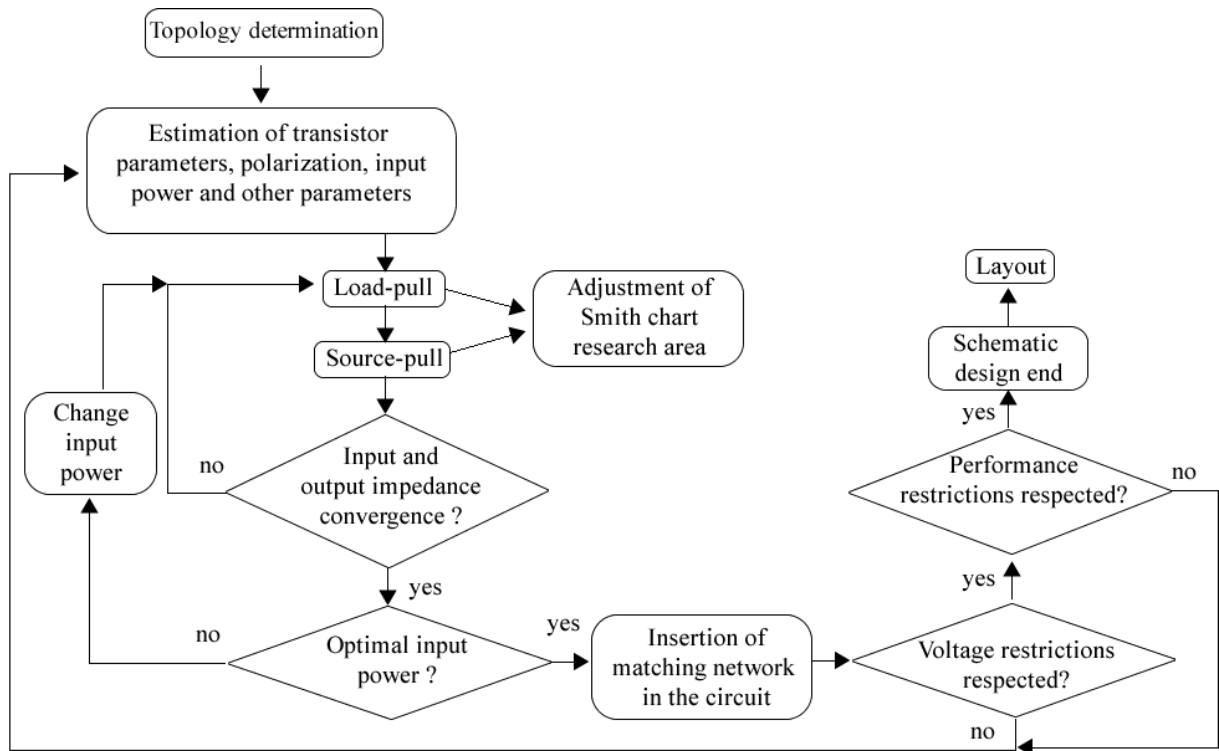 Topology determination
Estimation of transistor
parameters, polarization, input
power and other parameters
Load-pull
Source-pull
Adjustment of
Smith chart
research area
Change
input
power
no
Input and
output impedance
convergence ?
yes
no
Optimal input
power ?
yes
Insertion of
matching network
in the circuit
Voltage restrictions
respected?
no
yes
Performance
restrictions respected?
no
yes
Schematic
design end
Layout